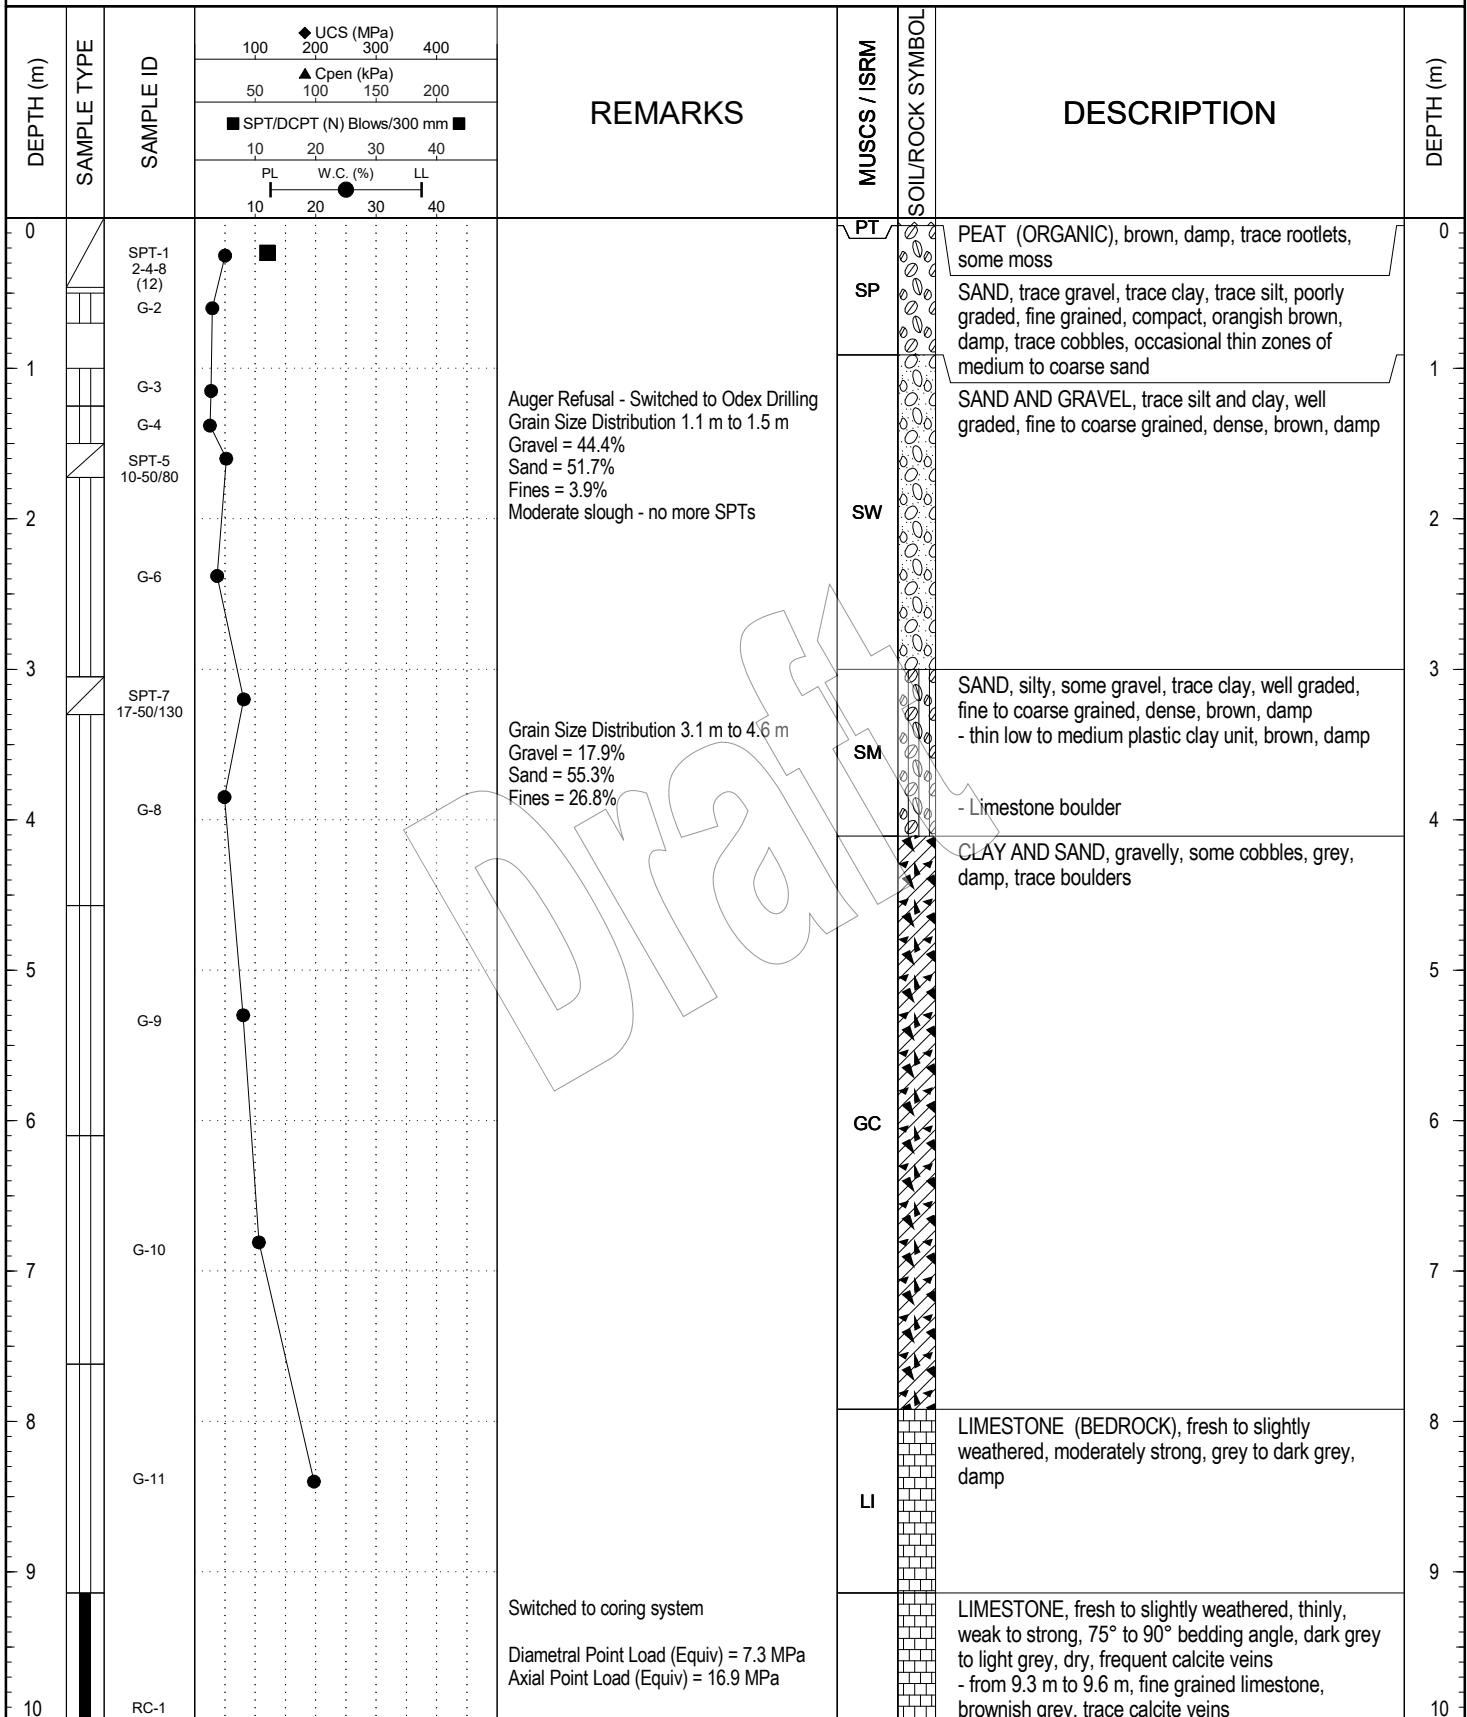 DEPTH (m)
SAMPLE TYPE
SAMPLE ID
◆ UCS (MPa)
100 200 300 400
▲ Cpen (kPa)
50 100 150 200
■ SPT/DCPT (N) Blows/300 mm ■
10 20 30 40
PL W.C. (%) LL
10 20 30 40
REMARKS
MUSCS / ISRM
SOIL/ROCK SYMBOL
DESCRIPTION
DEPTH (m)
0
1
2
3
4
5
6
7
8
9
10
SPT-1
2-4-8
(12)
G-2
G-3
G-4
SPT-5
10-50/80
G-6
SPT-7
17-50/130
G-8
G-9
G-10
G-11
RC-1
Auger Refusal - Switched to Odex Drilling
Grain Size Distribution 1.1 m to 1.5 m
Gravel = 44.4%
Sand = 51.7%
Fines = 3.9%
Moderate slough - no more SPTs
Grain Size Distribution 3.1 m to 4.6 m
Gravel = 17.9%
Sand = 55.3%
Fines = 26.8%
Switched to coring system
Diametral Point Load (Equiv) = 7.3 MPa
Axial Point Load (Equiv) = 16.9 MPa
Draft
PT
SP
SW
SM
GC
LI
PEAT (ORGANIC), brown, damp, trace rootlets,
some moss
SAND, trace gravel, trace clay, trace silt, poorly
graded, fine grained, compact, orangish brown,
damp, trace cobbles, occasional thin zones of
medium to coarse sand
SAND AND GRAVEL, trace silt and clay, well
graded, fine to coarse grained, dense, brown, damp
SAND, silty, some gravel, trace clay, well graded,
fine to coarse grained, dense, brown, damp
- thin low to medium plastic clay unit, brown, damp
- Limestone boulder
CLAY AND SAND, gravelly, some cobbles, grey,
damp, trace boulders
LIMESTONE (BEDROCK), fresh to slightly
weathered, moderately strong, grey to dark grey,
damp
LIMESTONE, fresh to slightly weathered, thinly,
weak to strong, 75° to 90° bedding angle, dark grey
to light grey, dry, frequent calcite veins
- from 9.3 m to 9.6 m, fine grained limestone,
brownish grey, trace calcite veins
0
1
2
3
4
5
6
7
8
9
10